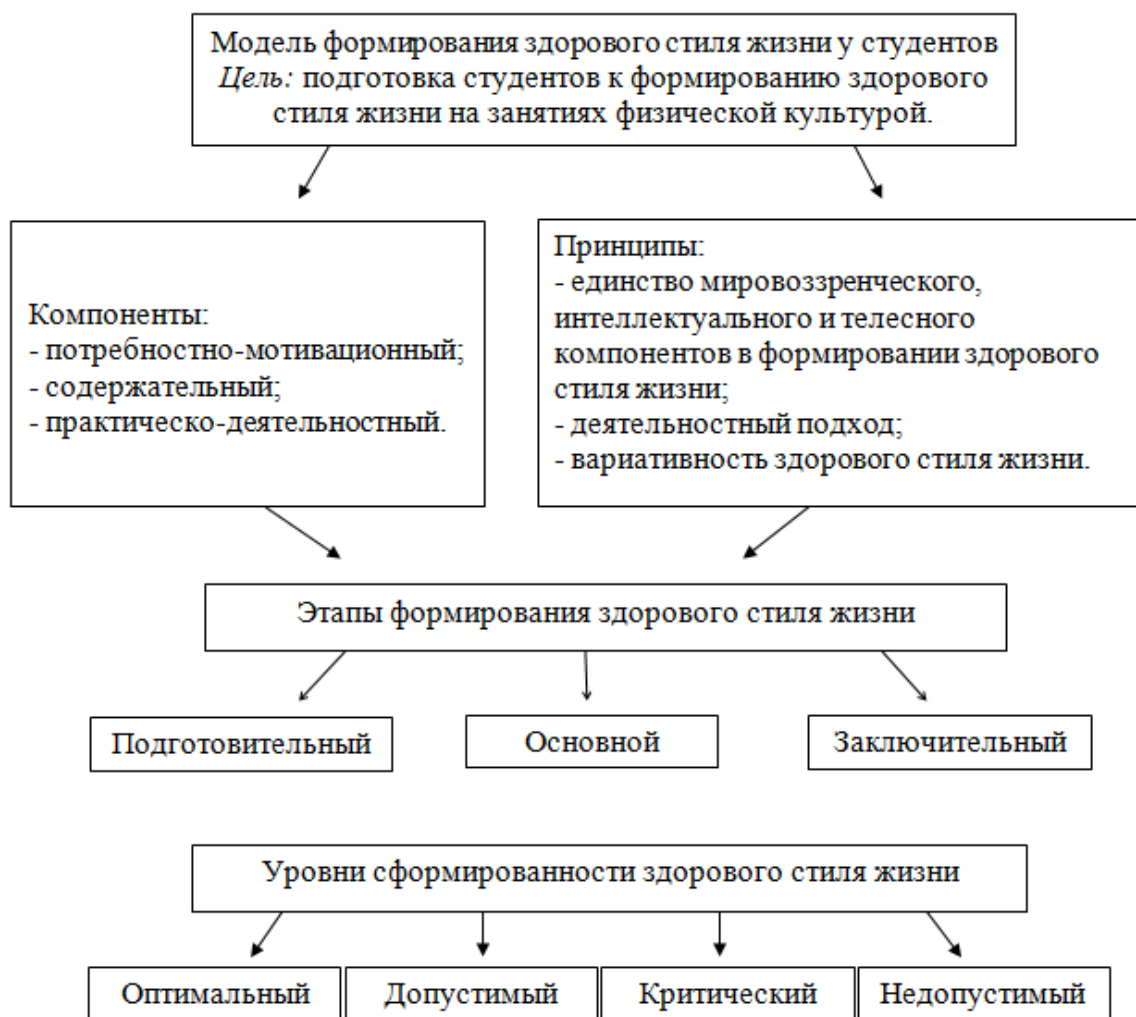 Модель формирования здорового стиля жизни у студентов
Цель: подготовка студентов к формированию здорового
стиля жизни на занятиях физической культурой.
Компоненты:
- потребностно-мотивационный;
- содержательный;
- практическо-деятельностный.
Принципы:
- единство мировоззренческого,
интеллектуального и телесного
компонентов в формировании здорового
стиля жизни;
- деятельностный подход;
- вариативность здорового стиля жизни.
Этапы формирования здорового стиля жизни
Подготовительный
Основной
Заключительный
Уровни сформированности здорового стиля жизни
Оптимальный
Допустимый
Критический
Недопустимый